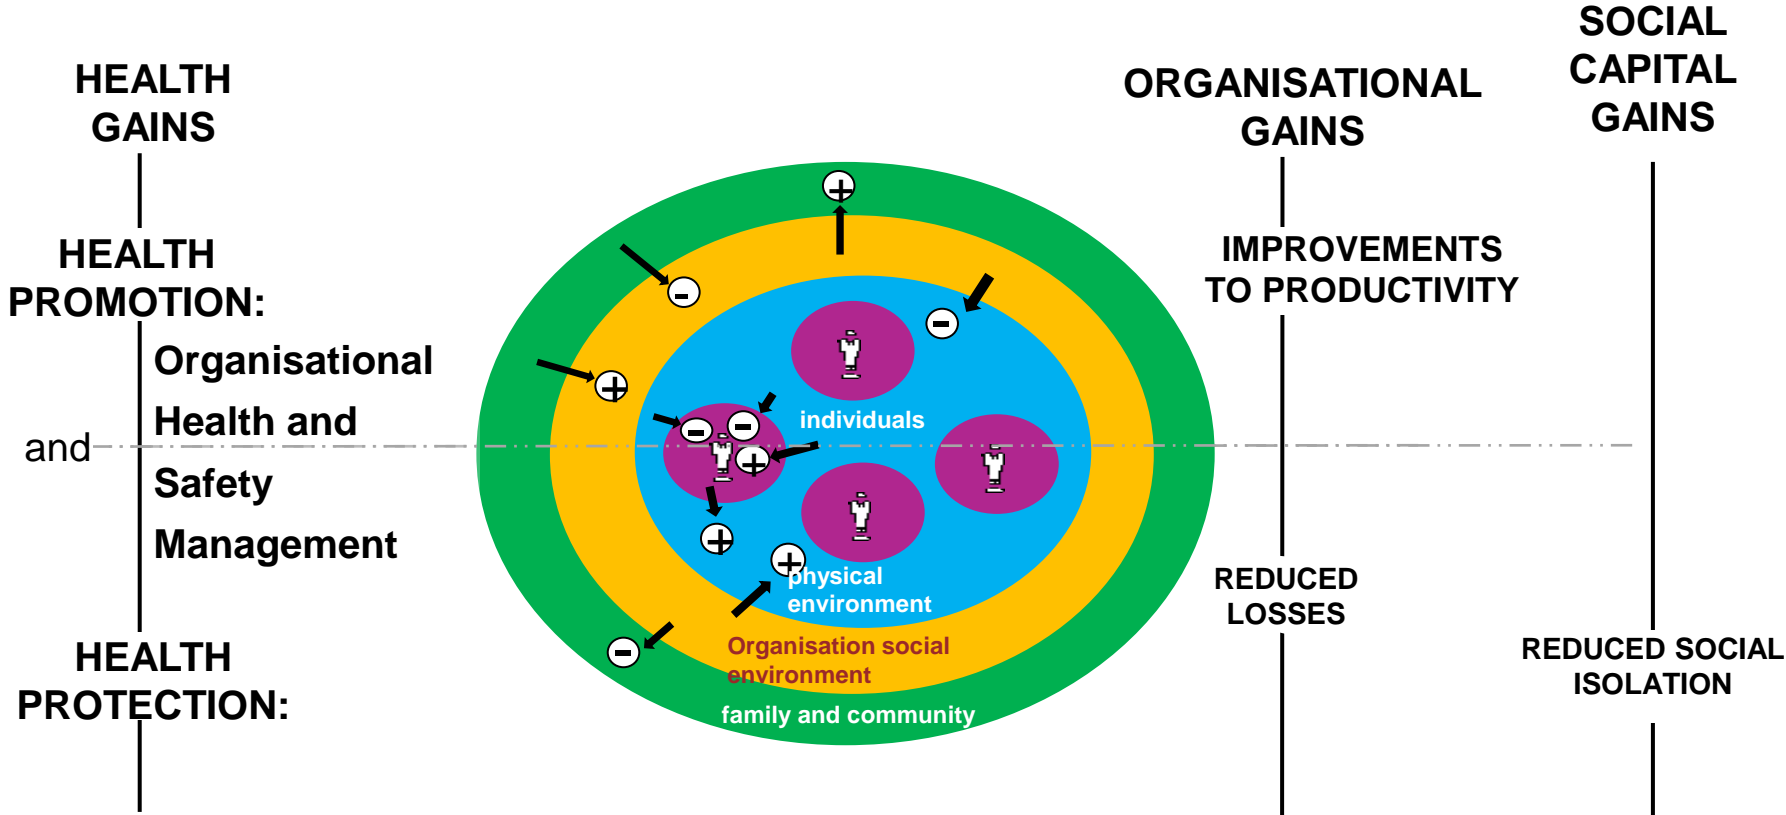 HEALTH
GAINS
HEALTH
PROMOTION:
Organisational
Health and
and
Safety
Management
HEALTH
PROTECTION:
+
-
-
+
-
-
+
+
+
-
individuals
physical
environment
Organisation social
environment
family and community
ORGANISATIONAL
GAINS
IMPROVEMENTS
TO PRODUCTIVITY
REDUCED
LOSSES
SOCIAL
CAPITAL
GAINS
REDUCED SOCIAL
ISOLATION